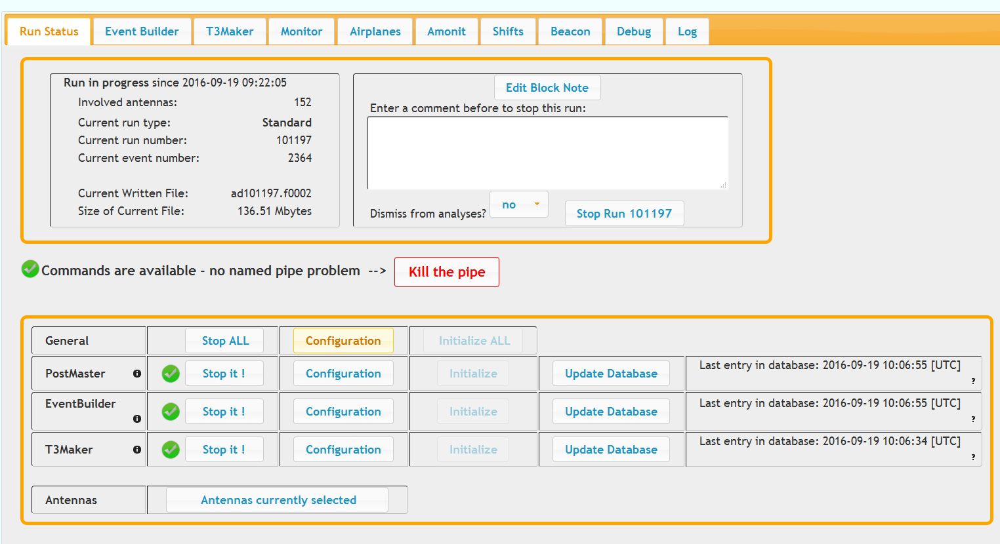 Run Status Event Builder T3Maker Monitor Airplanes Amonit Shifts Beacon Debug Log
Run in progress since 2016-09-19 09:22:05
Involved antennas: 152
Current run type: Standard
Current run number: 101197
Current event number: 2364
Current Written File: ad101197.f0002
Size of Current File: 136.51 Mbytes
Edit Block Note
Enter a comment before to stop this run:
Dismiss from analyses? no Stop Run 101197
Commands are available - no named pipe problem --> Kill the pipe
General Stop ALL Configuration Initialize ALL
PostMaster Stop it ! Configuration Initialize Update Database Last entry in database: 2016-09-19 10:06:55 [UTC]
?
EventBuilder Stop it ! Configuration Initialize Update Database Last entry in database: 2016-09-19 10:06:55 [UTC]
?
T3Maker Stop it ! Configuration Initialize Update Database Last entry in database: 2016-09-19 10:06:34 [UTC]
?
Antennas Antennas currently selected